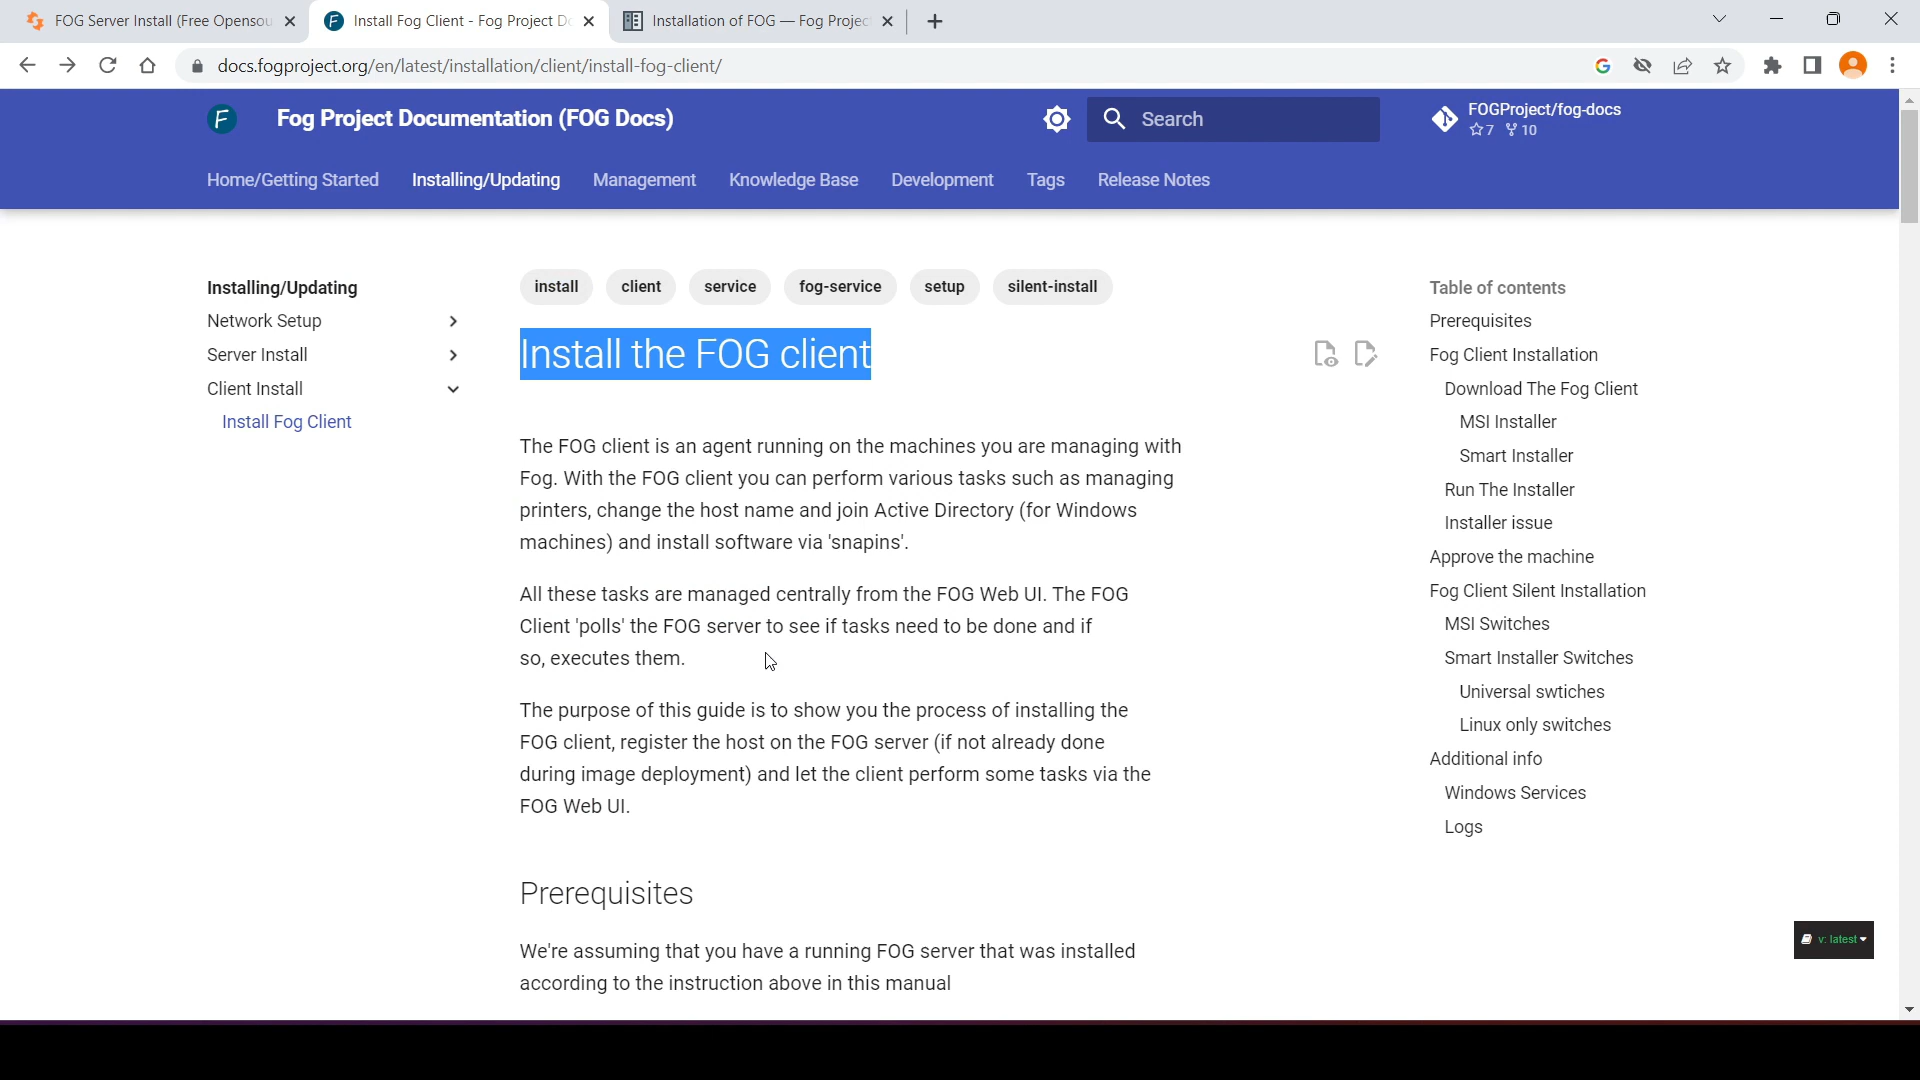 FOG Server Install (Free Opensou
Install Fog Client - Fog Project D
Installation of FOG — Fog Projec
docs.fogproject.org/en/latest/installation/client/install-fog-client/
Fog Project Documentation (FOG Docs)
Search
FOGProject/fog-docs
7 10
Home/Getting Started Installing/Updating Management Knowledge Base Development Tags Release Notes
Installing/Updating
Network Setup
Server Install
Client Install
Install Fog Client
install client service fog-service setup silent-install
Install the FOG client
The FOG client is an agent running on the machines you are managing with
Fog. With the FOG client you can perform various tasks such as managing
printers, change the host name and join Active Directory (for Windows
machines) and install software via 'snapins'.
All these tasks are managed centrally from the FOG Web UI. The FOG
Client 'polls' the FOG server to see if tasks need to be done and if
so, executes them.
The purpose of this guide is to show you the process of installing the
FOG client, register the host on the FOG server (if not already done
during image deployment) and let the client perform some tasks via the
FOG Web UI.
Prerequisites
We're assuming that you have a running FOG server that was installed
according to the instruction above in this manual
Table of contents
Prerequisites
Fog Client Installation
Download The Fog Client
MSI Installer
Smart Installer
Run The Installer
Installer issue
Approve the machine
Fog Client Silent Installation
MSI Switches
Smart Installer Switches
Universal swtiches
Linux only switches
Additional info
Windows Services
Logs
v: latest